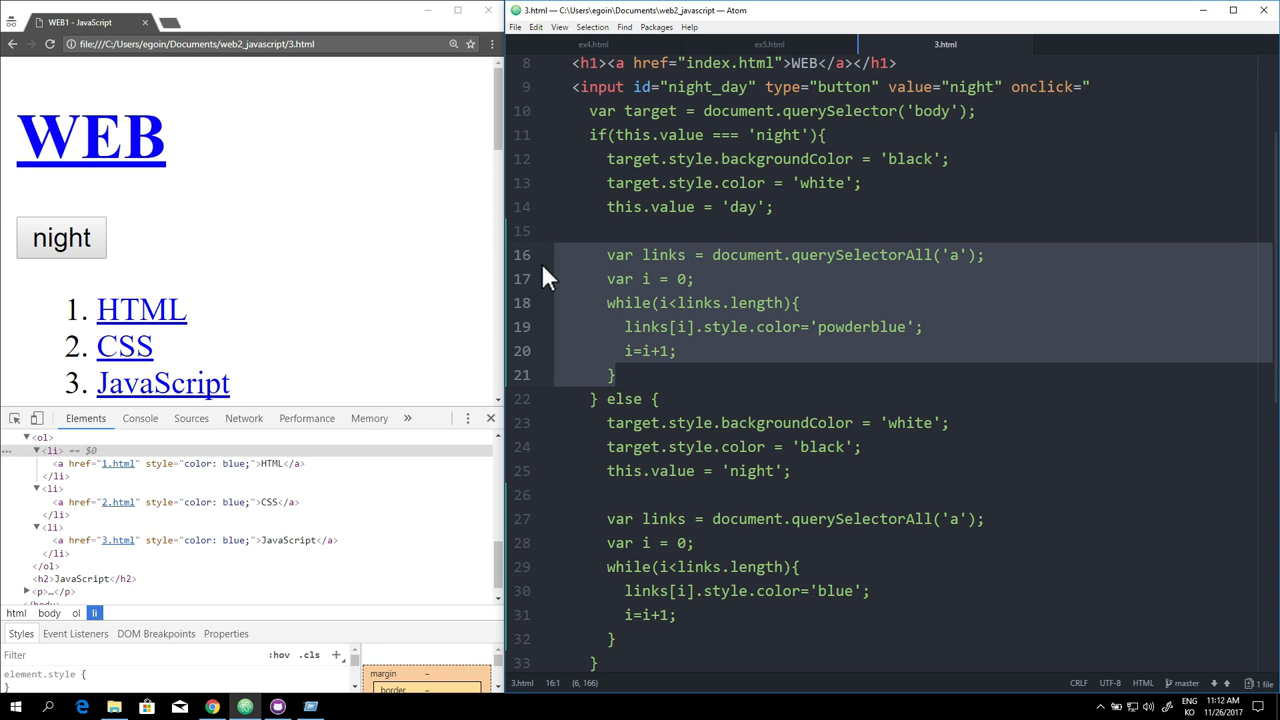 WEB1 - JavaScript
file:///C:/Users/egoin/Documents/web2_javascript/3.html
WEB
night
1. HTML
2. CSS
3. JavaScript
Elements Console Sources Network Performance Memory »
<ol>
<li> == $0
<a href="1.html" style="color: blue;">HTML</a>
</li>
<li>
<a href="2.html" style="color: blue;">CSS</a>
</li>
<li>
<a href="3.html" style="color: blue;">JavaScript</a>
</li>
</ol>
<h2>JavaScript</h2>
<p>…</p>
</body>
html body ol li
Styles Event Listeners DOM Breakpoints Properties
Filter :hov .cls +
element.style {
}
margin -
border -
3.html — C:\Users\egoin\Documents\web2_javascript — Atom
File Edit View Selection Find Packages Help
ex4.html ex5.html 3.html
8 <h1><a href="index.html">WEB</a></h1>
9 <input id="night_day" type="button" value="night" onclick="
10 var target = document.querySelector('body');
11 if(this.value === 'night'){
12 target.style.backgroundColor = 'black';
13 target.style.color = 'white';
14 this.value = 'day';
15
16 var links = document.querySelectorAll('a');
17 var i = 0;
18 while(i<links.length){
19 links[i].style.color='powderblue';
20 i=i+1;
21 }
22 } else {
23 target.style.backgroundColor = 'white';
24 target.style.color = 'black';
25 this.value = 'night';
26
27 var links = document.querySelectorAll('a');
28 var i = 0;
29 while(i<links.length){
30 links[i].style.color='blue';
31 i=i+1;
32 }
33 }
3.html 16:1 (6, 166) CRLF UTF-8 HTML master 1 file
ENG 11:12 AM
KO 11/26/2017